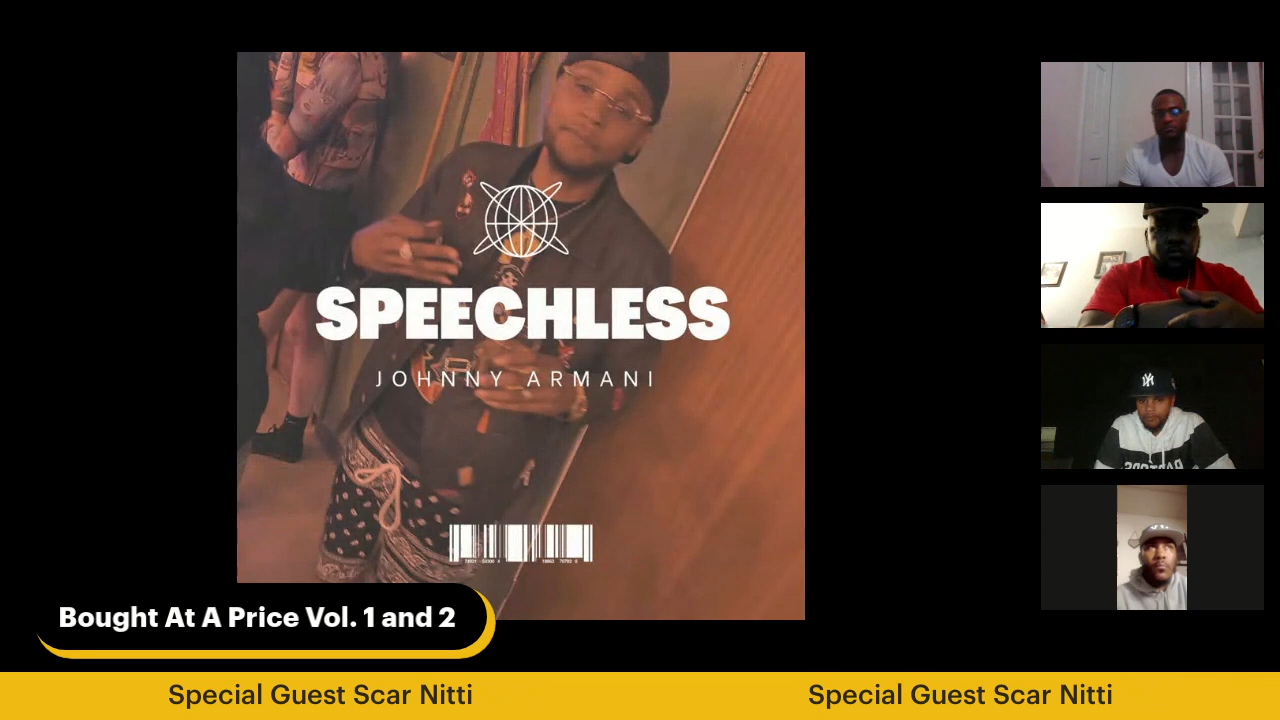 SPEECHLESS
JOHNNY ARMANI
Bought At A Price Vol. 1 and 2
Special Guest Scar Nitti
Special Guest Scar Nitti